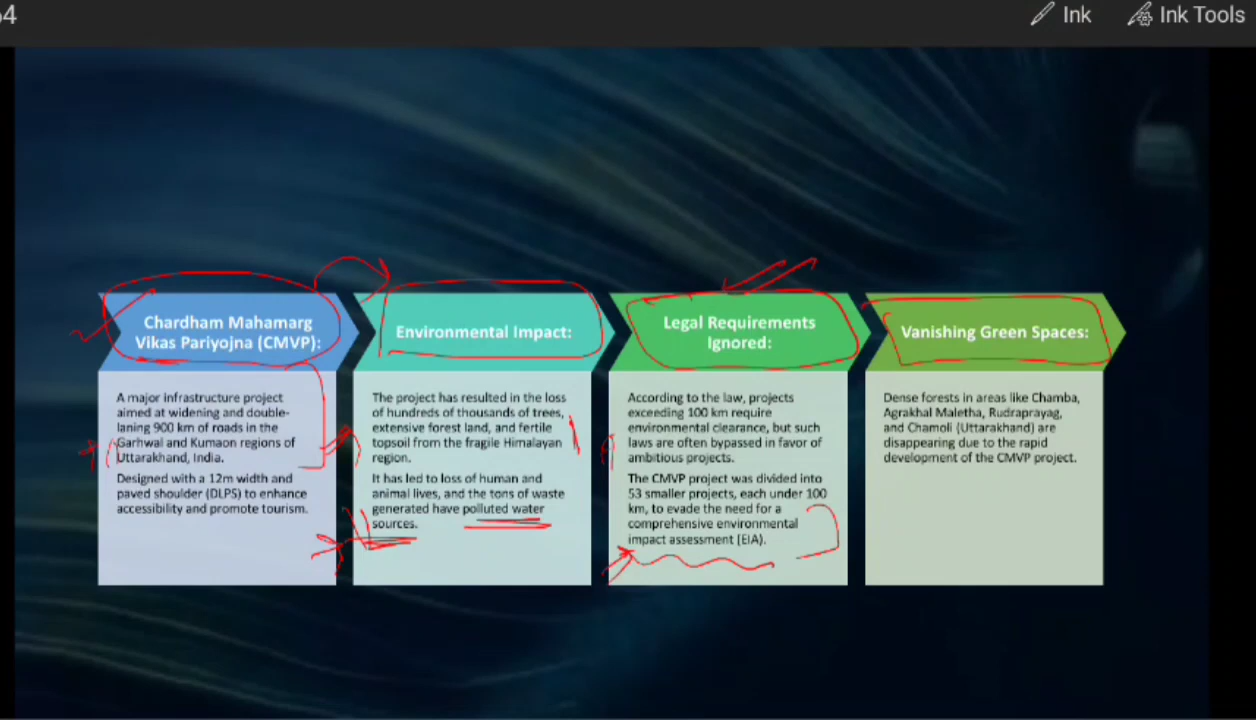 64
Ink
Ink Tools
Chardham Mahamarg
Vikas Pariyojna (CMVP):
A major infrastructure project
aimed at widening and double-
laning 900 km of roads in the
Garhwal and Kumaon regions of
Uttarakhand, India.
Designed with a 12m width and
paved shoulder (DLPS) to enhance
accessibility and promote tourism.
Environmental Impact:
The project has resulted in the loss
of hundreds of thousands of trees,
extensive forest land, and fertile
topsoil from the fragile Himalayan
region.
It has led to loss of human and
animal lives, and the tons of waste
generated have polluted water
sources.
Legal Requirements
Ignored:
According to the law, projects
exceeding 100 km require
environmental clearance, but such
laws are often bypassed in favor of
ambitious projects.
The CMVP project was divided into
53 smaller projects, each under 100
km, to evade the need for a
comprehensive environmental
impact assessment (EIA).
Vanishing Green Spaces:
Dense forests in areas like Chamba,
Agrakhal Maletha, Rudraprayag,
and Chamoli (Uttarakhand) are
disappearing due to the rapid
development of the CMVP project.